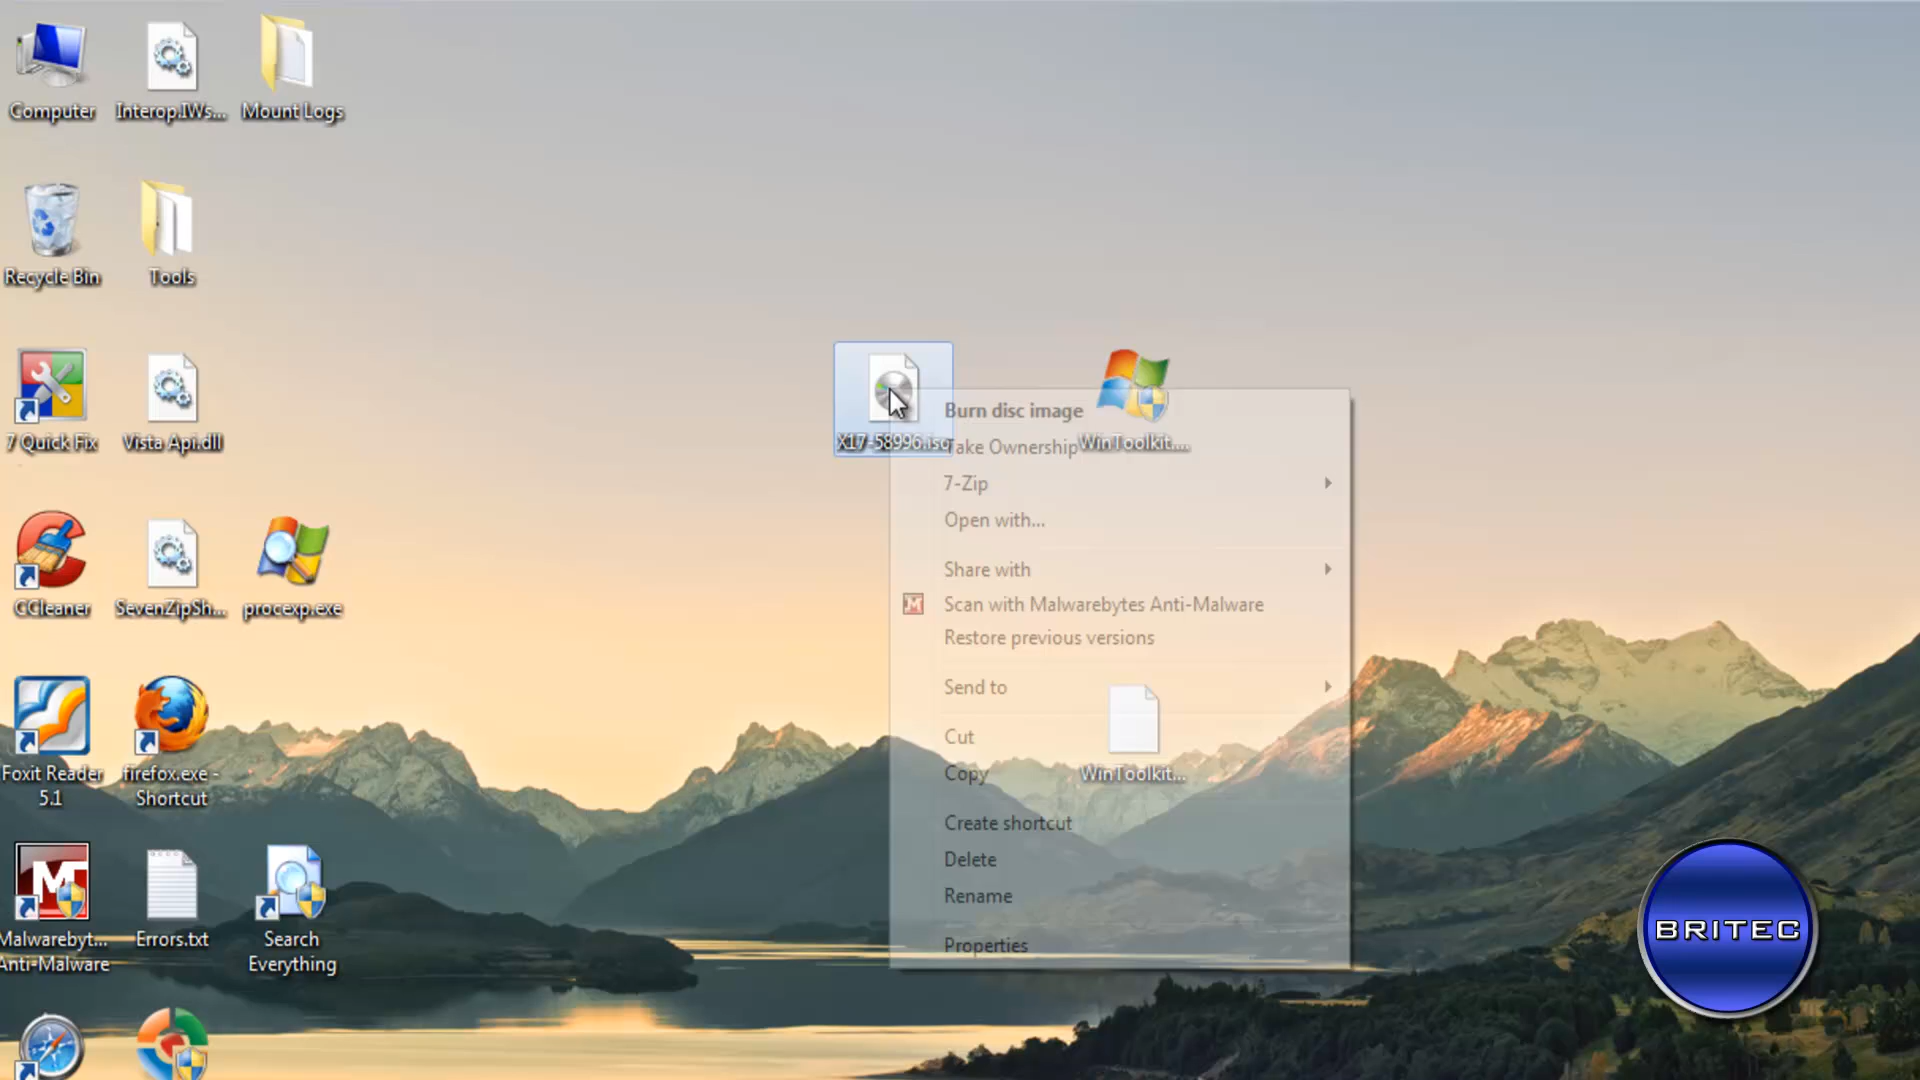 Computer
Interop.IWs...
Mount Logs
Recycle Bin
Tools
7 Quick Fix
Vista Api.dll
X17-58996.iso
WinToolkit....
CCleaner
SevenZipSh...
procexp.exe
Foxit Reader
5.1
firefox.exe -
Shortcut
WinToolkit...
Malwarebyt...
Anti-Malware
Errors.txt
Search
Everything
Burn disc image
Take Ownership
7-Zip
Open with...
Share with
M
Scan with Malwarebytes Anti-Malware
Restore previous versions
Send to
Cut
Copy
Create shortcut
Delete
Rename
Properties
BRITEC